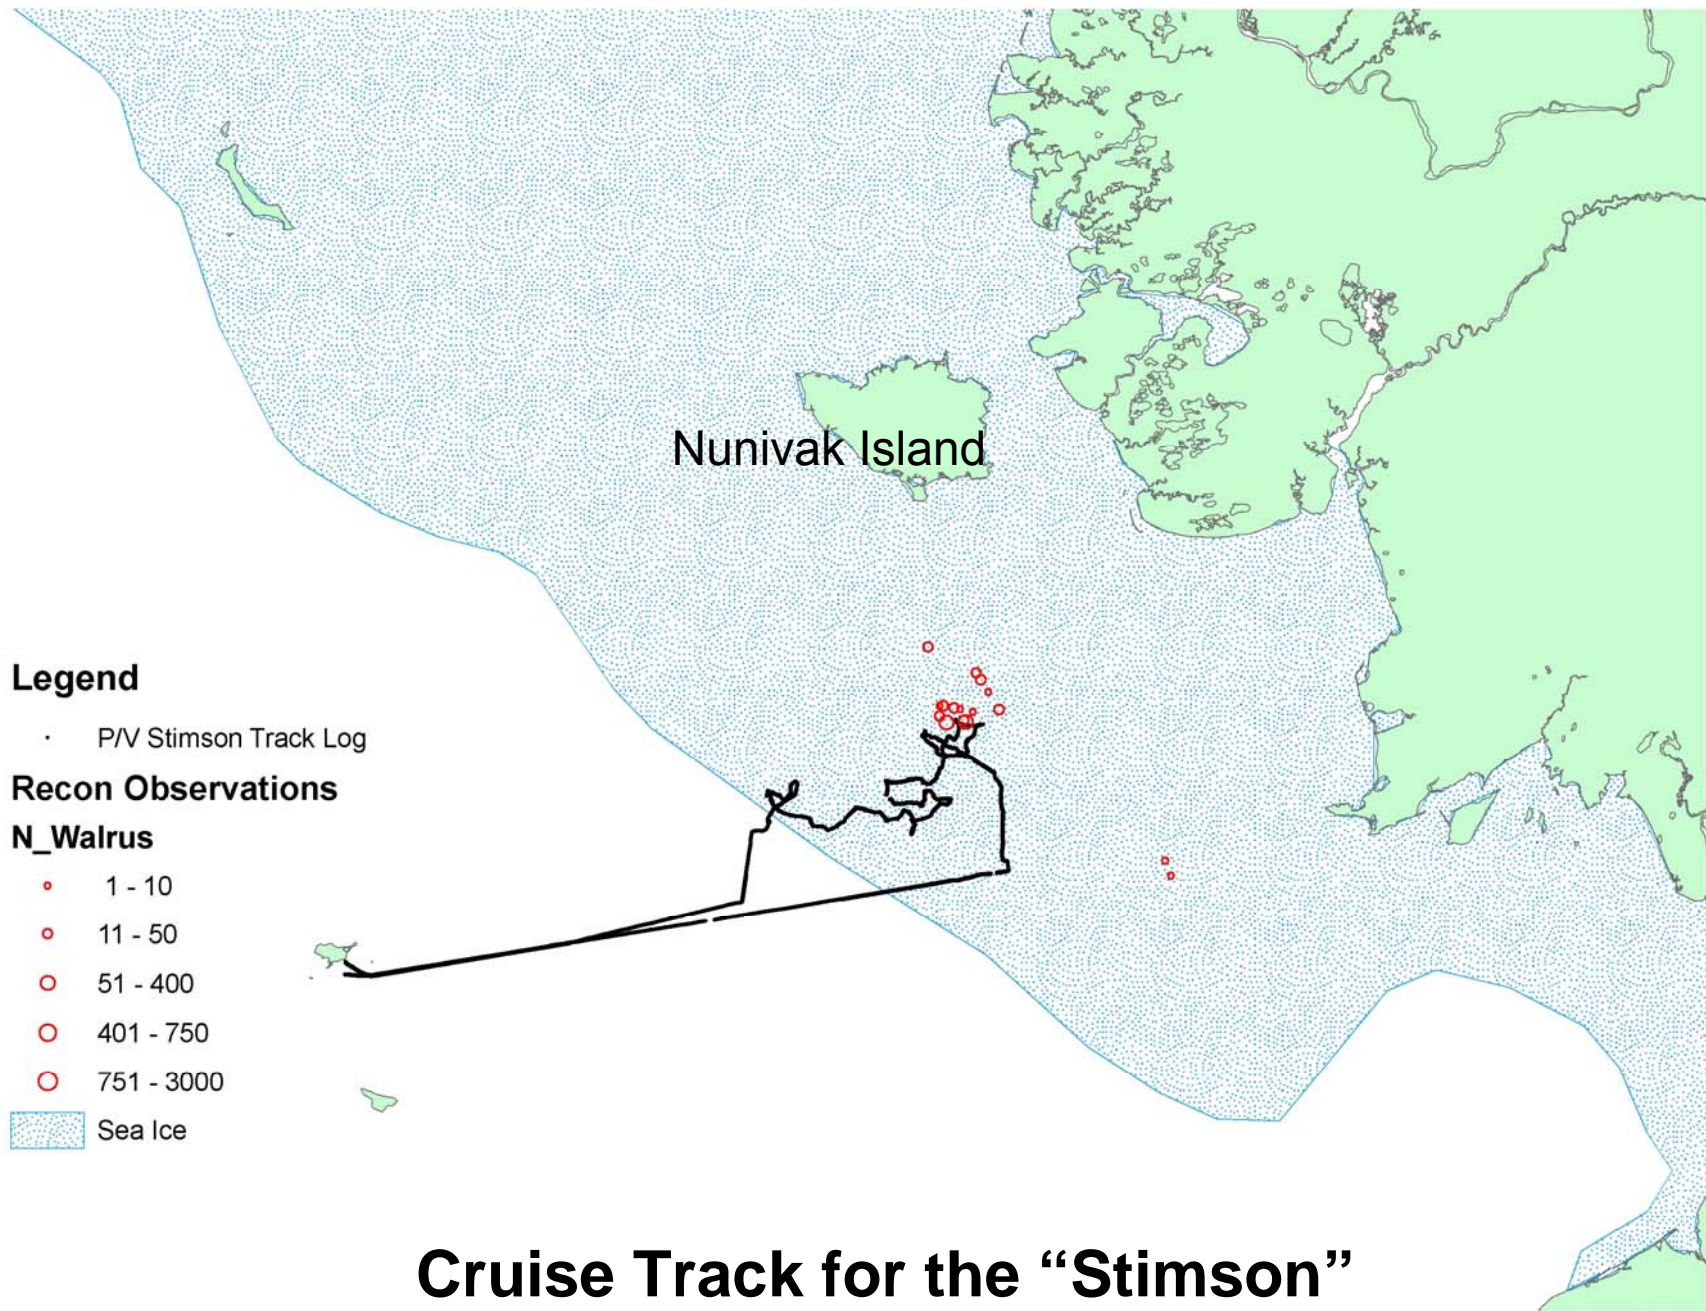 Nunivak Island
Legend
P/V Stimson Track Log
Recon Observations
N_Walrus
1 - 10
11 - 50
51 - 400
401 - 750
751 - 3000
Sea Ice
Cruise Track for the “Stimson”